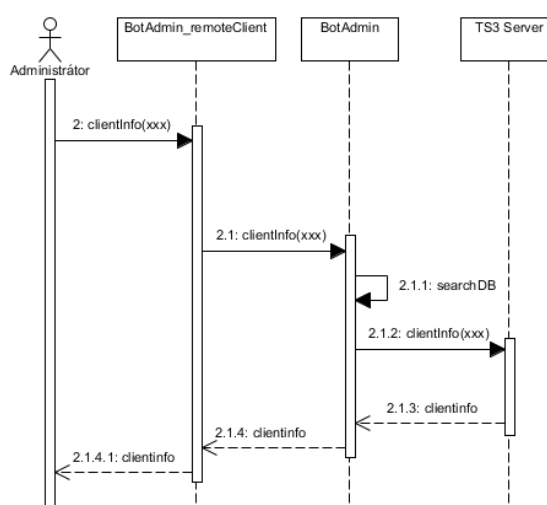 BotAdmin_remoteClient
BotAdmin
TS3 Server
Administrátor
2: clientInfo(xxx)
2.1: clientInfo(xxx)
2.1.1: searchDB
2.1.2: clientInfo(xxx)
2.1.3: clientinfo
2.1.4: clientinfo
2.1.4.1: clientinfo